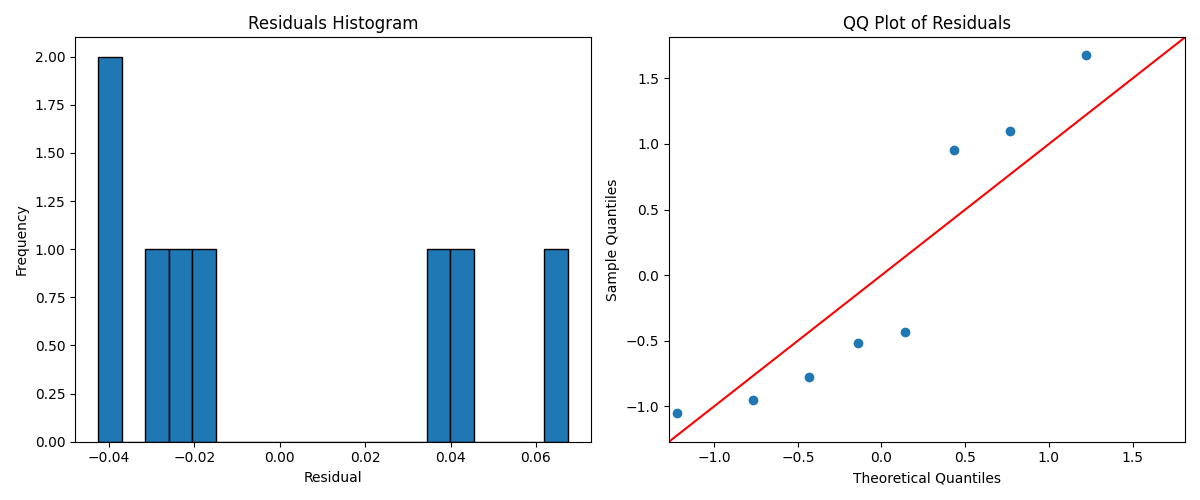 Residuals Histogram
2.00
1.75
1.50
1.25
1.00
0.75
0.50
0.25
0.00
Frequency
−0.04 −0.02 0.00 0.02 0.04 0.06
Residual
QQ Plot of Residuals
1.5
1.0
0.5
0.0
−0.5
−1.0
Sample Quantiles
−1.0 −0.5 0.0 0.5 1.0 1.5
Theoretical Quantiles